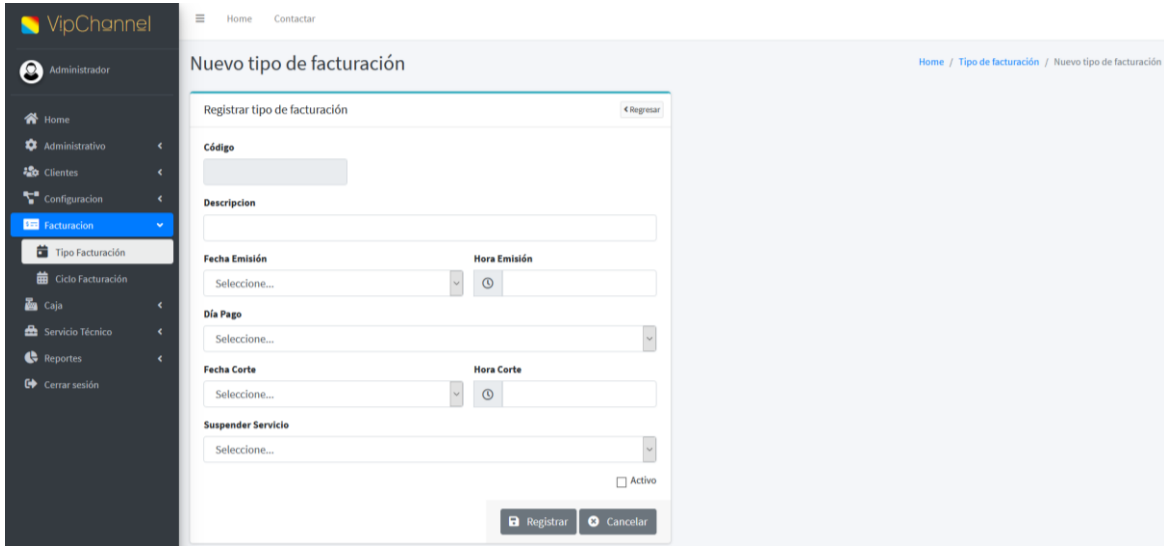 VipChannel
Home Contactar
Administrador
Nuevo tipo de facturación
Home / Tipo de facturación / Nuevo tipo de facturación
Home
Administrativo
Clientes
Configuracion
Facturacion
Tipo Facturación
Ciclo Facturación
Caja
Servicio Técnico
Reportes
Cerrar sesión
Registrar tipo de facturación
Regresar
Código
Descripcion
Fecha Emisión Hora Emisión
Seleccione...
Día Pago
Seleccione...
Fecha Corte Hora Corte
Seleccione...
Suspender Servicio
Seleccione...
Activo
Registrar Cancelar